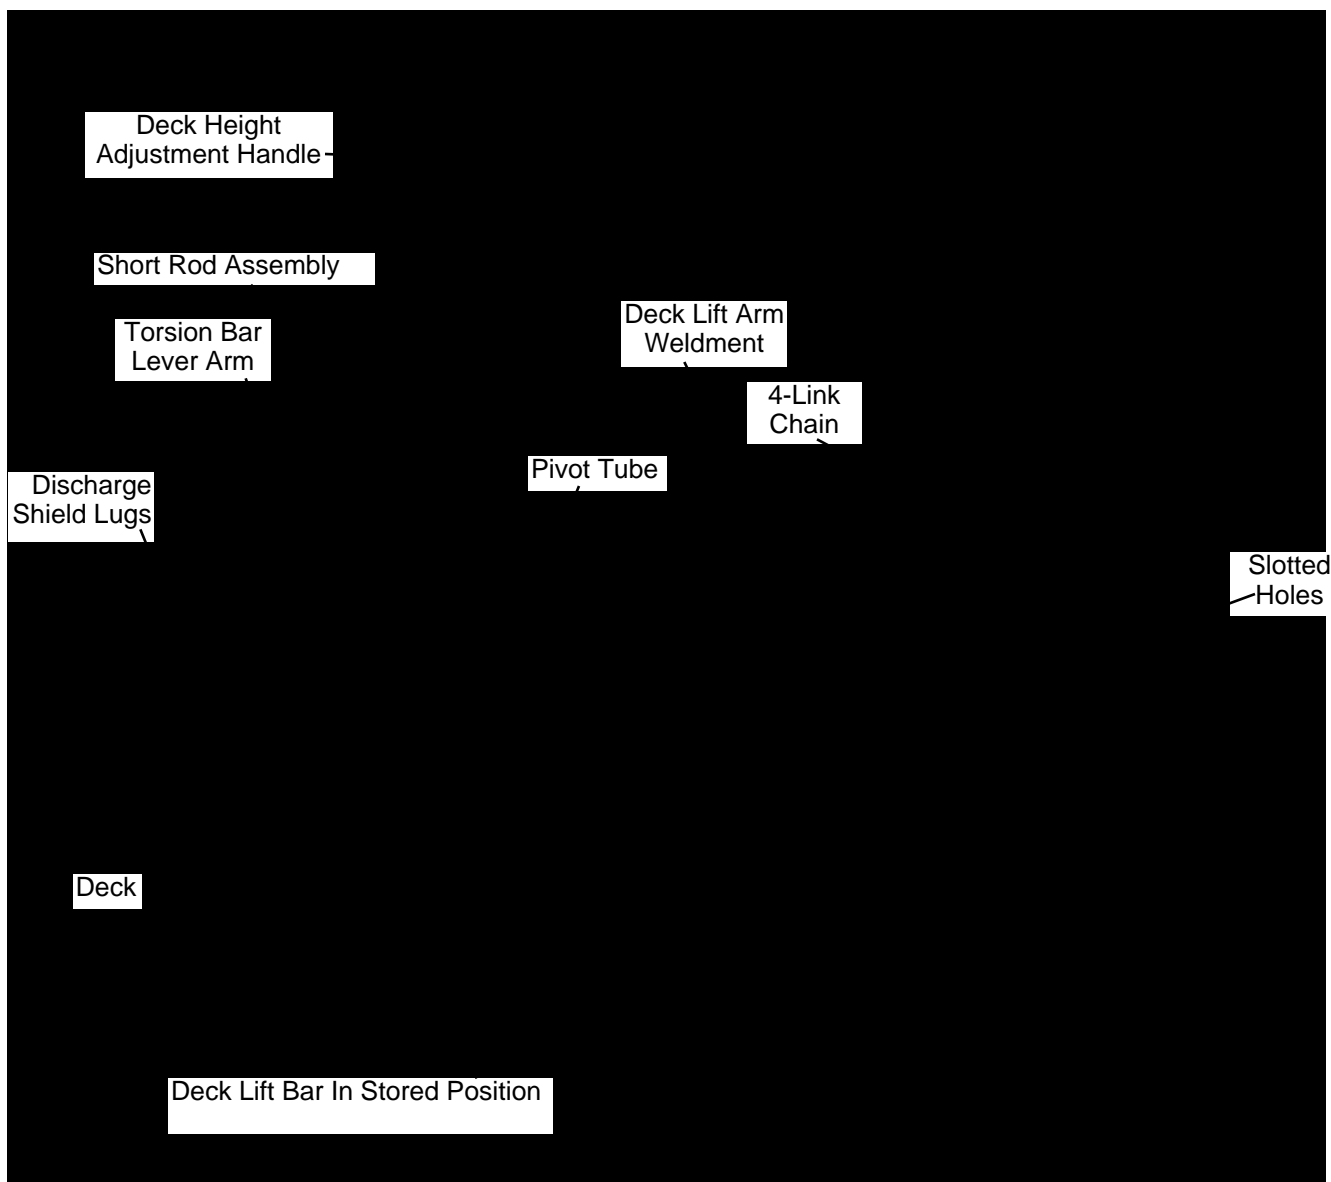 Deck Height
Adjustment Handle
Short Rod Assembly
Torsion Bar
Lever Arm
Deck Lift Arm
Weldment
4-Link
Chain
Pivot Tube
Discharge
Shield Lugs
Slotted
Holes
Deck
Deck Lift Bar In Stored Position